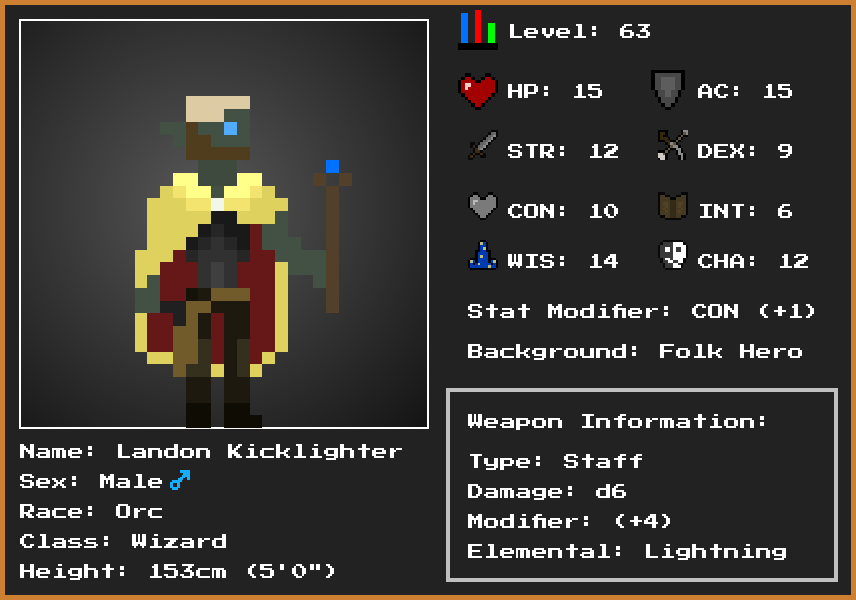 Level: 63
HP: 15
AC: 15
STR: 12
DEX: 9
CON: 10
INT: 6
WIS: 14
CHA: 12
Stat Modifier: CON (+1)
Background: Folk Hero
Weapon Information:
Type: Staff
Damage: d6
Modifier: (+4)
Elemental: Lightning
Name: Landon Kicklighter
Sex: Male♂
Race: Orc
Class: Wizard
Height: 153cm (5'0")